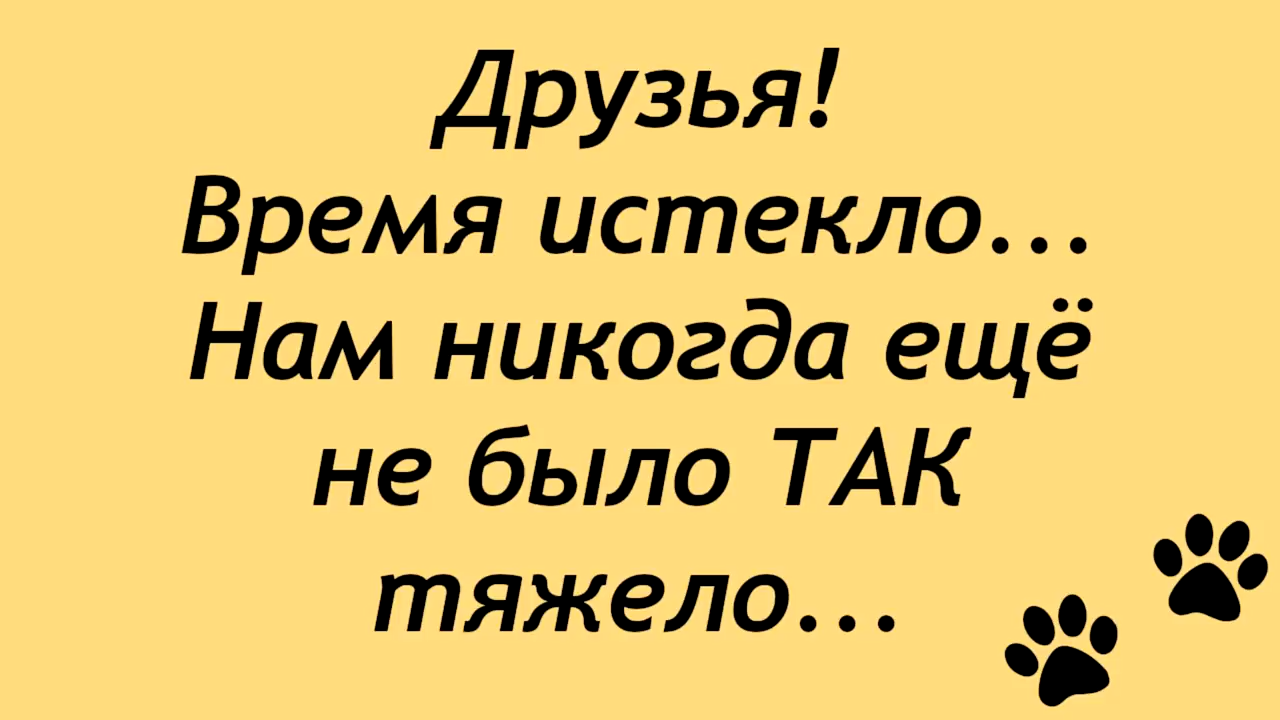 Друзья!
Время истекло...
Нам никогда ещё
не было ТАК
тяжело...